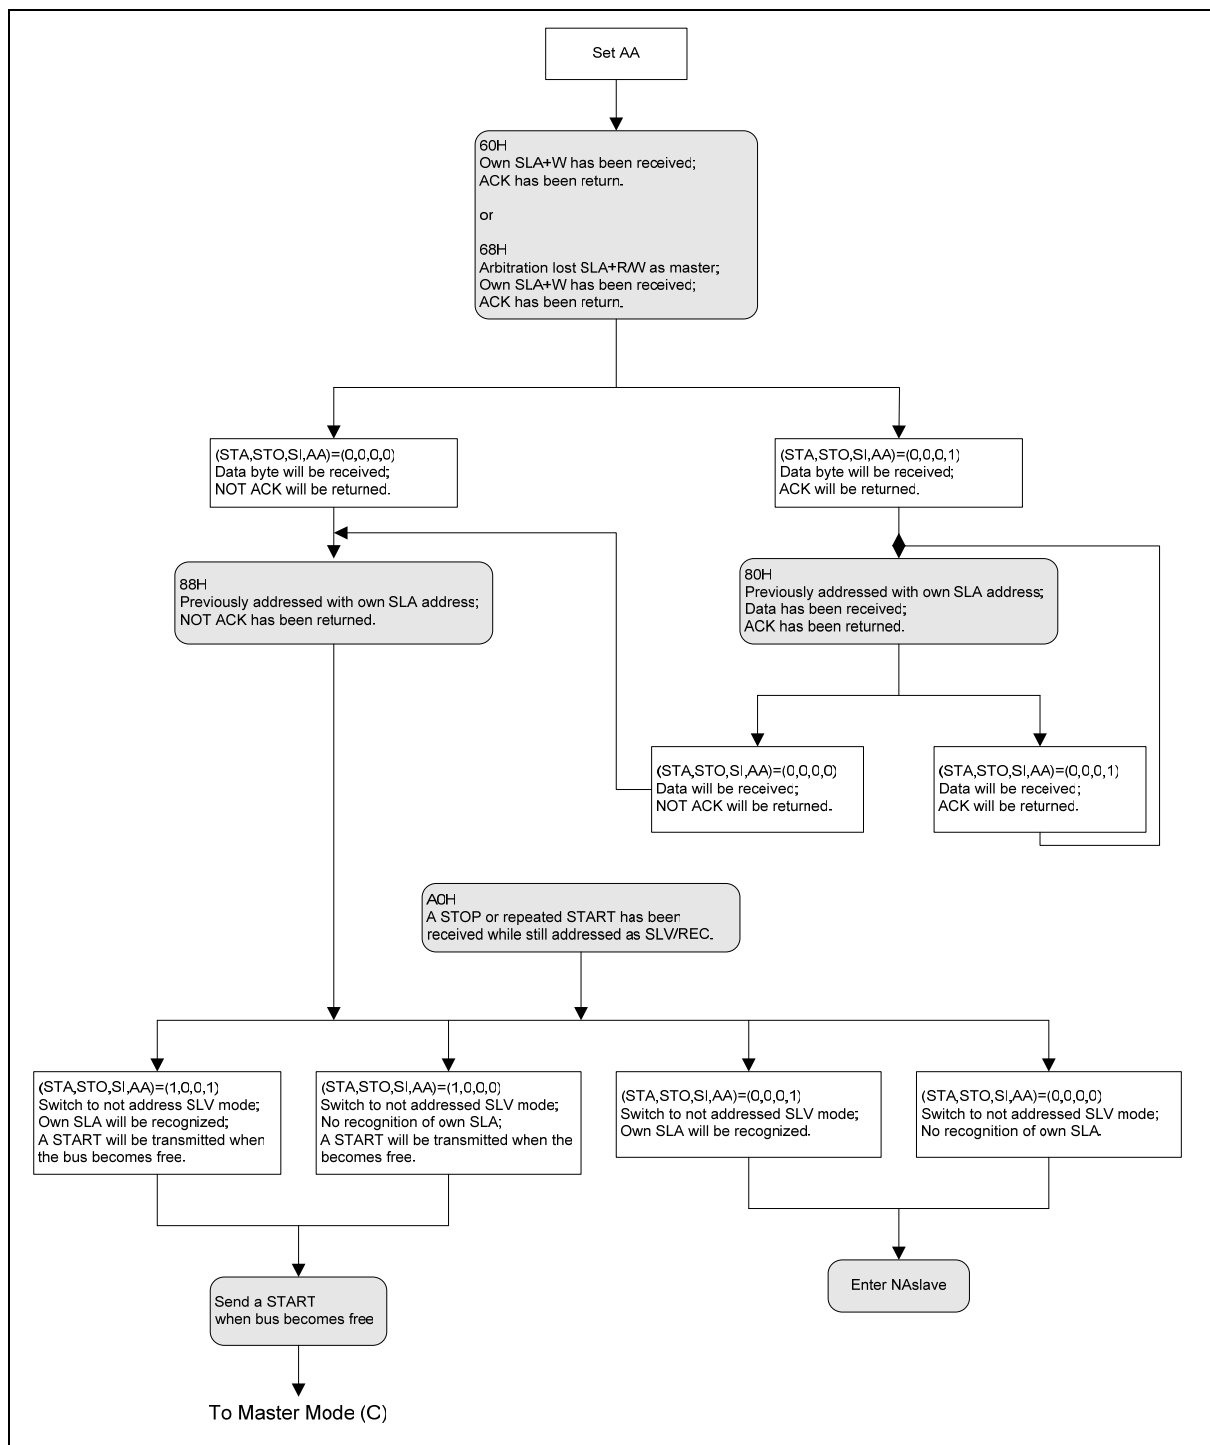 Set AA
60H
Own SLA+W has been received;
ACK has been return.
or
68H
Arbitration lost SLA+R/W as master;
Own SLA+W has been received;
ACK has been return.
(STA,STO,SI,AA)=(0,0,0,0)
Data byte will be received;
NOT ACK will be returned.
(STA,STO,SI,AA)=(0,0,0,1)
Data byte will be received;
ACK will be returned.
88H
Previously addressed with own SLA address;
NOT ACK has been returned.
80H
Previously addressed with own SLA address;
Data has been received;
ACK has been returned.
(STA,STO,SI,AA)=(0,0,0,0)
Data will be received;
NOT ACK will be returned.
(STA,STO,SI,AA)=(0,0,0,1)
Data will be received;
ACK will be returned.
A0H
A STOP or repeated START has been
received while still addressed as SLV/REC.
(STA,STO,SI,AA)=(1,0,0,1)
Switch to not address SLV mode;
Own SLA will be recognized;
A START will be transmitted when
the bus becomes free.
(STA,STO,SI,AA)=(1,0,0,0)
Switch to not addressed SLV mode;
No recognition of own SLA;
A START will be transmitted when the
becomes free.
(STA,STO,SI,AA)=(0,0,0,1)
Switch to not addressed SLV mode;
Own SLA will be recognized.
(STA,STO,SI,AA)=(0,0,0,0)
Switch to not addressed SLV mode;
No recognition of own SLA.
Send a START
when bus becomes free
Enter NAslave
To Master Mode (C)